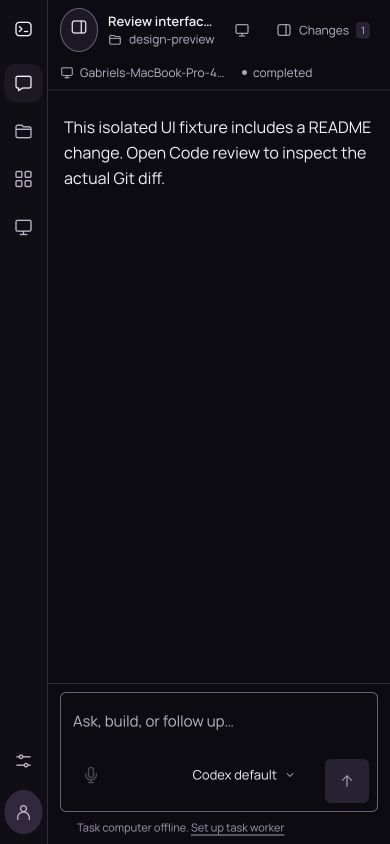 Review interfac...
Changes 1
design-preview
Gabriels-MacBook-Pro-4...
completed
This isolated UI fixture includes a README
change. Open Code review to inspect the
actual Git diff.
Ask, build, or follow up...
Codex default
Task computer offline. Set up task worker